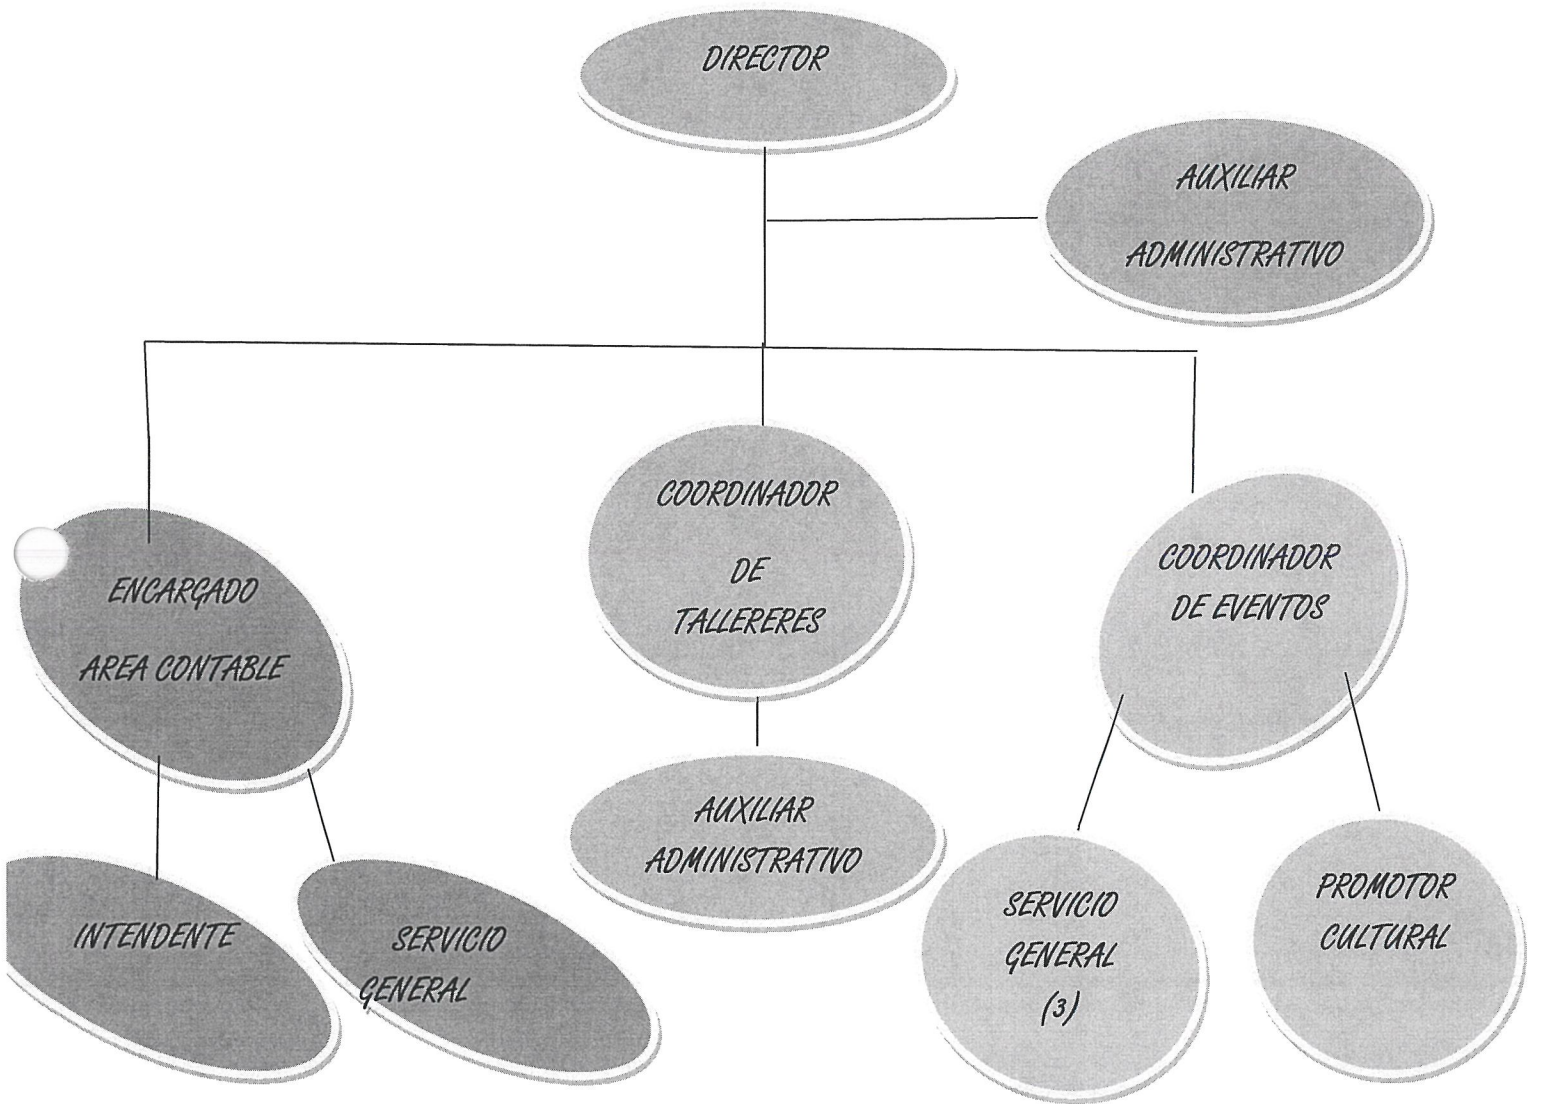 DIRECTOR
AUXILIAR
ADMINISTRATIVO
COORDINADOR
DE
TALLERERES
COORDINADOR
DE EVENTOS
ENCARGADO
AREA CONTABLE
AUXILIAR
ADMINISTRATIVO
INTENDENTE
SERVICIO
GENERAL
SERVICIO
GENERAL
(3)
PROMOTOR
CULTURAL